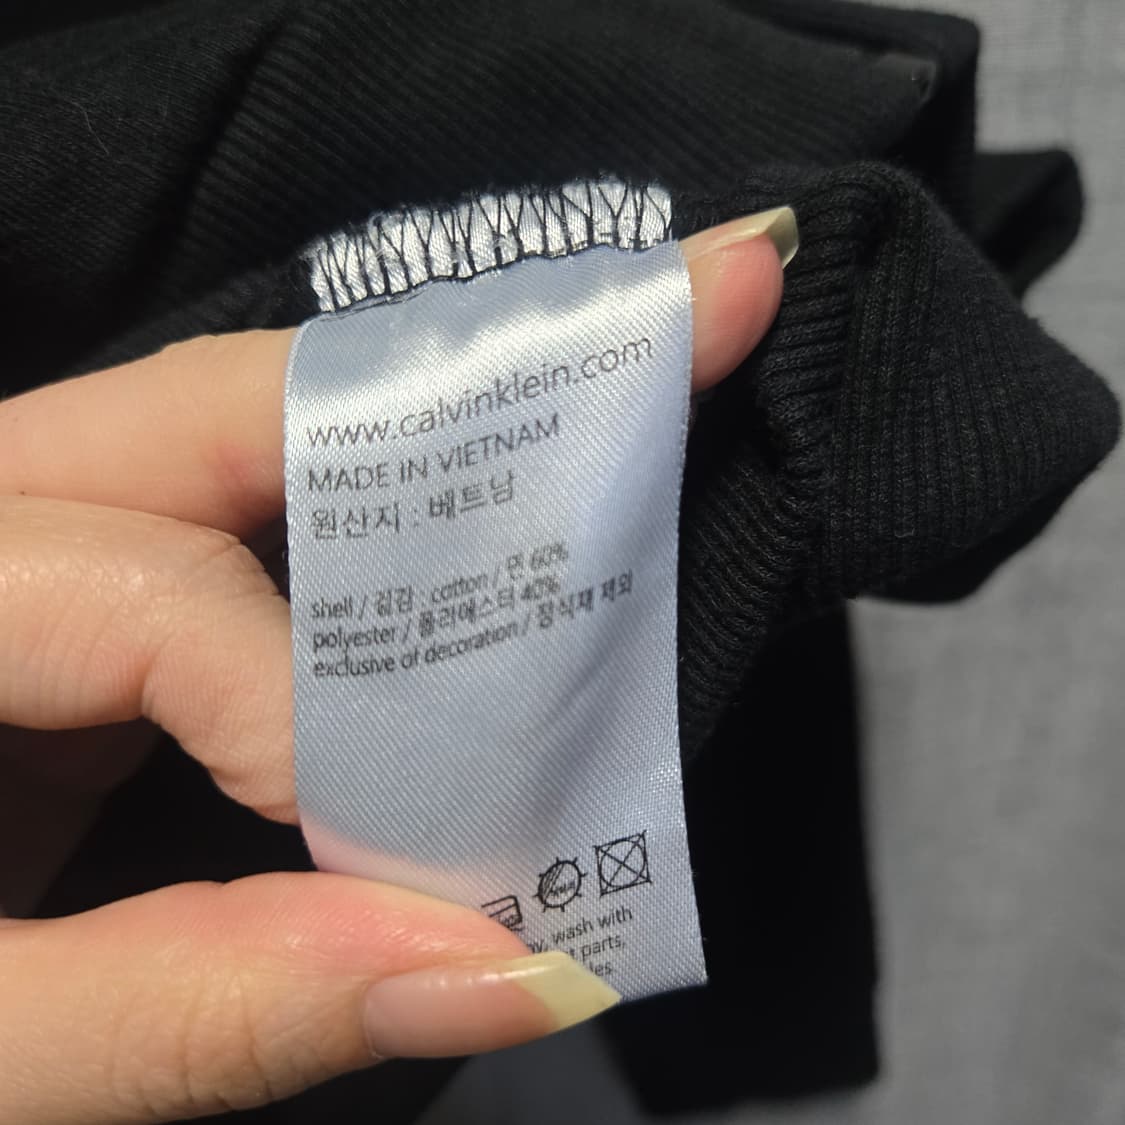 www.calvinklein.com
MADE IN VIETNAM
원산지 : 베트남
shell / 겉감 : cotton / 면 60%
polyester / 폴리에스터 40%
exclusive of decoration / 장식재 제외
wash with
parts,